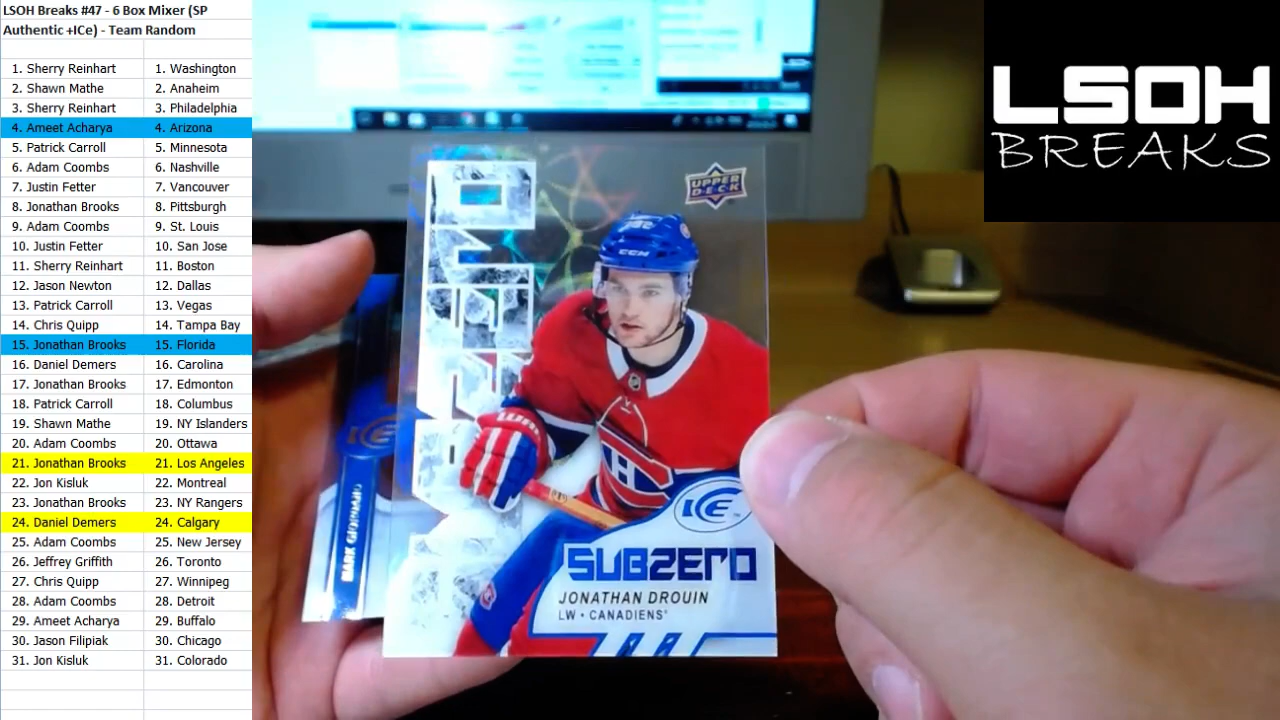 LSOH Breaks #47 - 6 Box Mixer (SP
Authentic +ICe) - Team Random
1. Sherry Reinhart 1. Washington
2. Shawn Mathe 2. Anaheim
3. Sherry Reinhart 3. Philadelphia
4. Ameet Acharya 4. Arizona
5. Patrick Carroll 5. Minnesota
6. Adam Coombs 6. Nashville
7. Justin Fetter 7. Vancouver
8. Jonathan Brooks 8. Pittsburgh
9. Adam Coombs 9. St. Louis
10. Justin Fetter 10. San Jose
11. Sherry Reinhart 11. Boston
12. Jason Newton 12. Dallas
13. Patrick Carroll 13. Vegas
14. Chris Quipp 14. Tampa Bay
15. Jonathan Brooks 15. Florida
16. Daniel Demers 16. Carolina
17. Jonathan Brooks 17. Edmonton
18. Patrick Carroll 18. Columbus
19. Shawn Mathe 19. NY Islanders
20. Adam Coombs 20. Ottawa
21. Jonathan Brooks 21. Los Angeles
22. Jon Kisluk 22. Montreal
23. Jonathan Brooks 23. NY Rangers
24. Daniel Demers 24. Calgary
25. Adam Coombs 25. New Jersey
26. Jeffrey Griffith 26. Toronto
27. Chris Quipp 27. Winnipeg
28. Adam Coombs 28. Detroit
29. Ameet Acharya 29. Buffalo
30. Jason Filipiak 30. Chicago
31. Jon Kisluk 31. Colorado
LSOH
BREAKS
UPPER
DECK
CCM
ICE
SUBZERO
JONATHAN DROUIN
LW • CANADIENS'
ICE
MARK GIORDANO